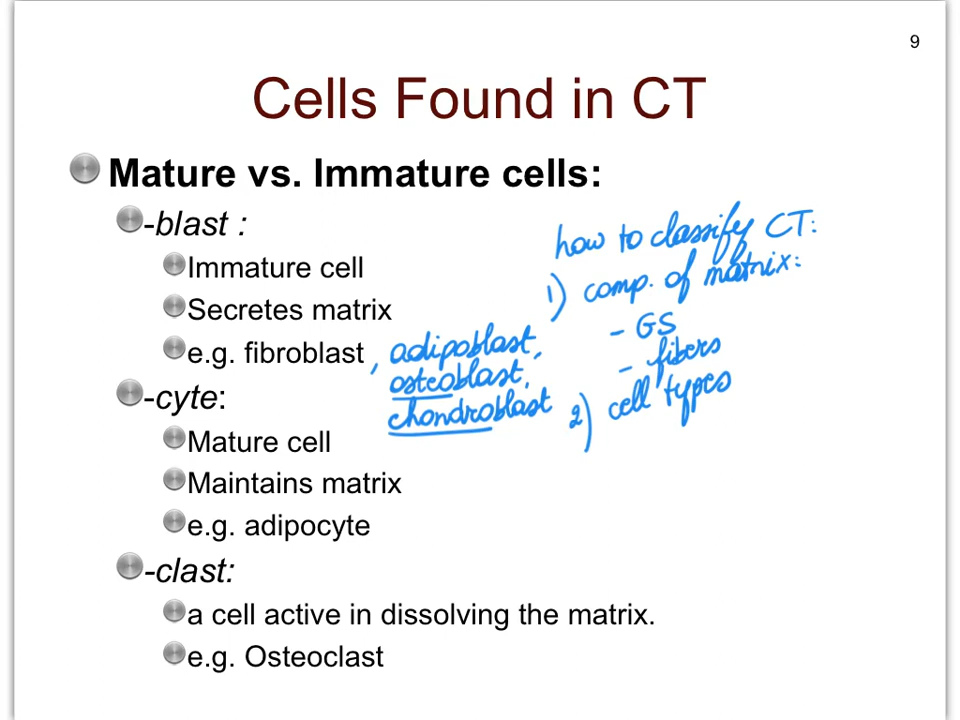 9
Cells Found in CT
Mature vs. Immature cells:
-blast :
Immature cell
Secretes matrix
e.g. fibroblast , adipoblast,
osteoblast,
chondroblast
how to classify CT:
1) comp. of matrix:
- GS
- fibers
2) cell types
-cyte:
Mature cell
Maintains matrix
e.g. adipocyte
-clast:
a cell active in dissolving the matrix.
e.g. Osteoclast